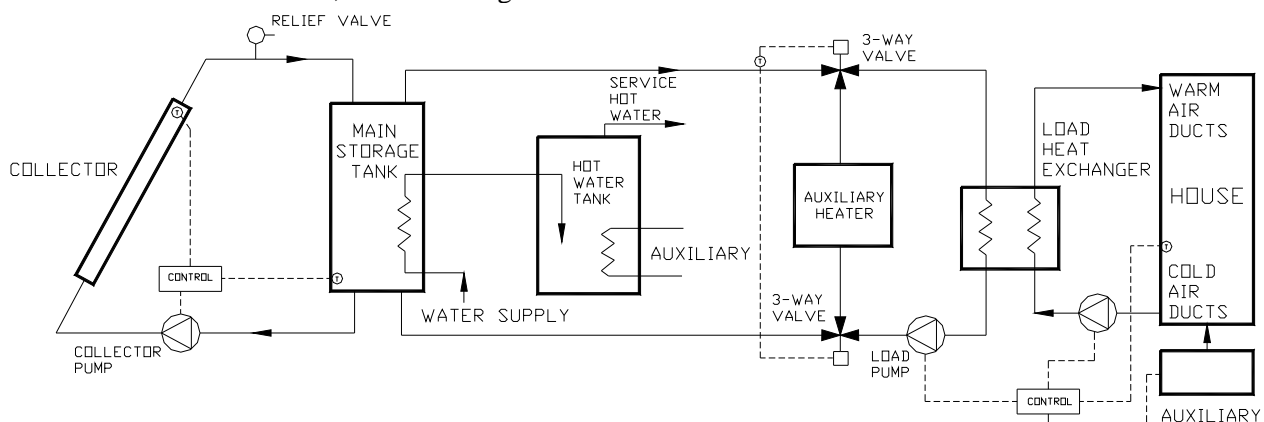 RELIEF VALVE
3-WAY
VALVE
SERVICE
HOT
WATER
WARM
AIR
DUCTS
T
T
MAIN
STORAGE
TANK
LOAD
HEAT
EXCHANGER
COLLECTOR
HOT
WATER
TANK
AUXILIARY
HEATER
HOUSE
AUXILIARY
T
CONTROL
T
COLD
AIR
DUCTS
WATER SUPPLY
3-WAY
VALVE
COLLECTOR
PUMP
LOAD
PUMP
CONTROL
AUXILIARY